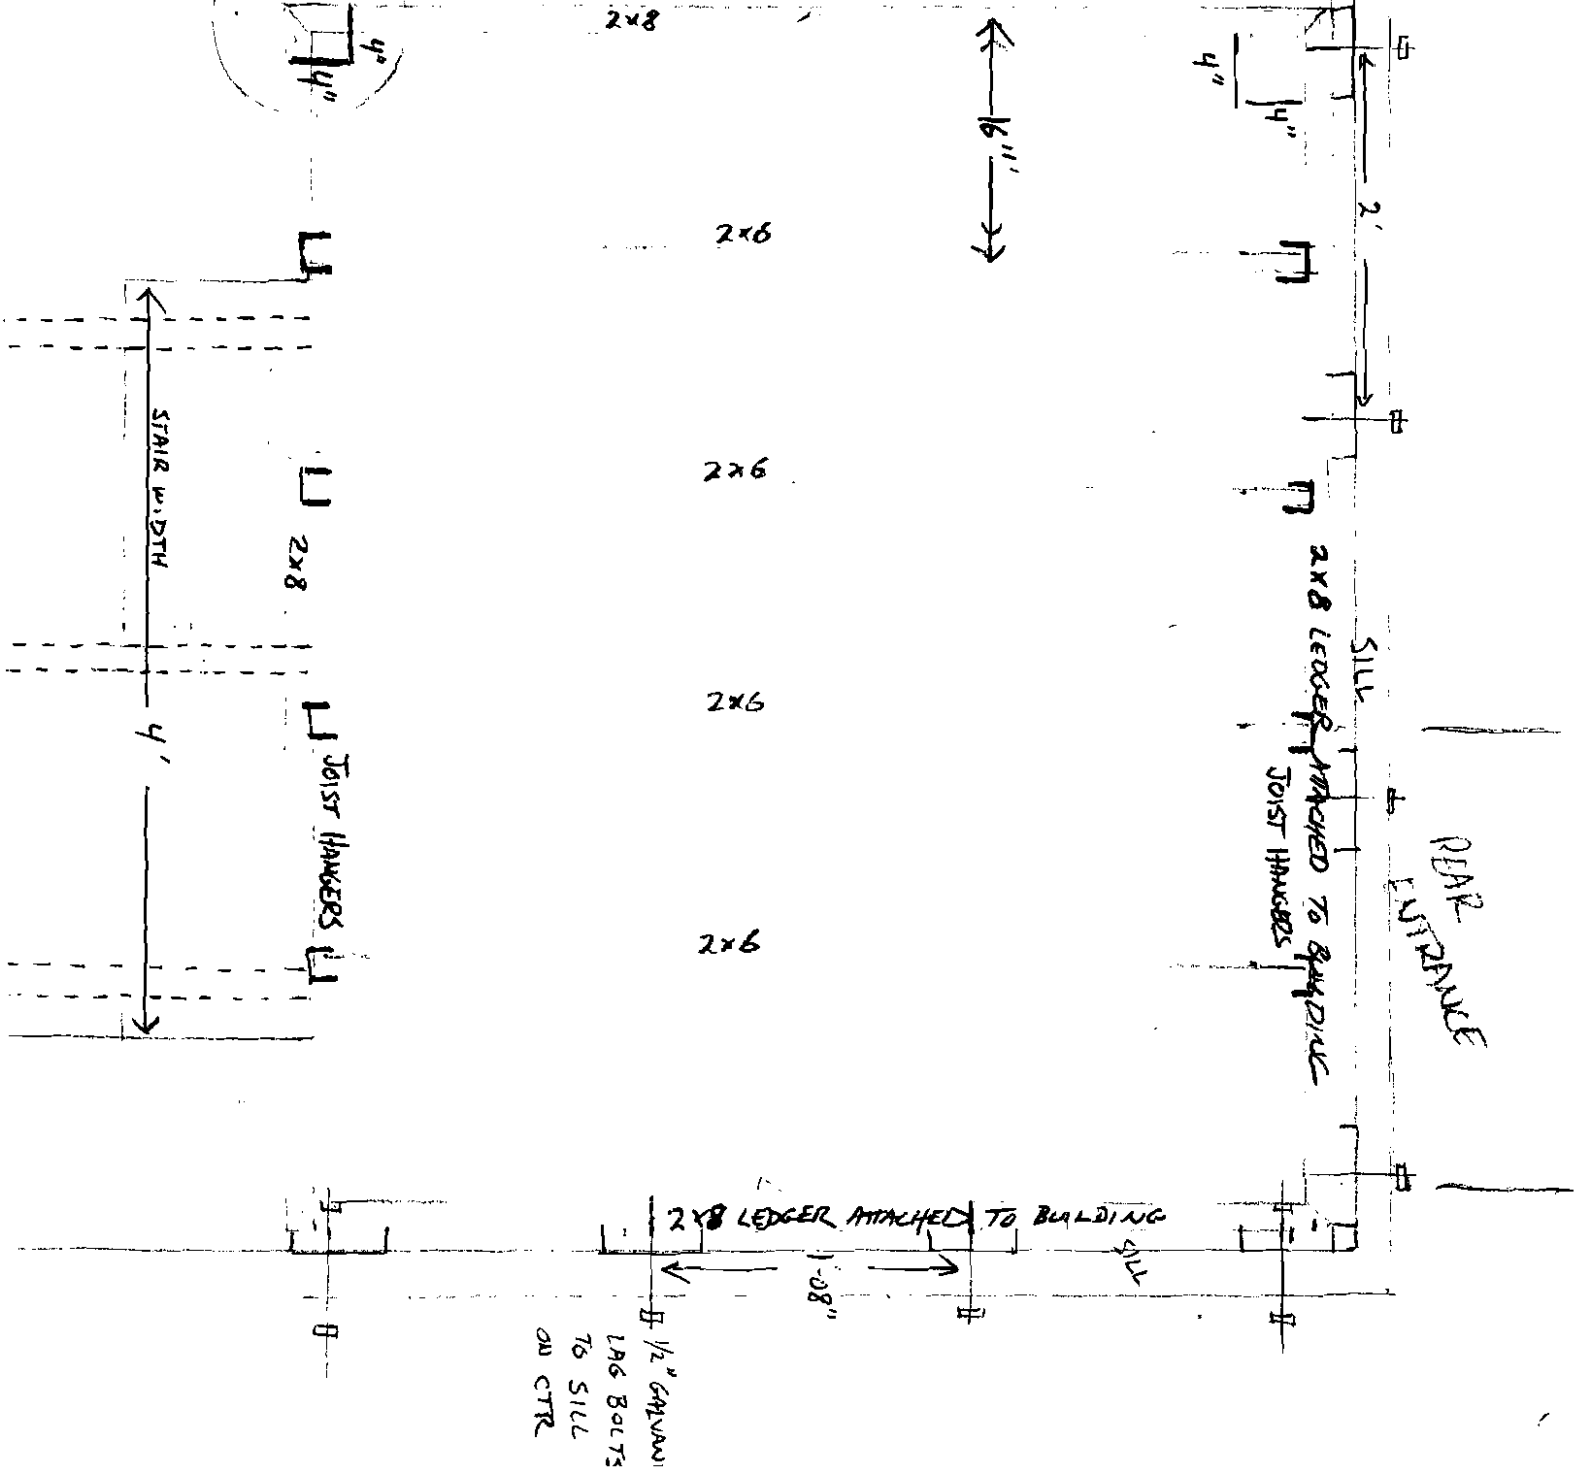 2x8
4"
4"
16"
4"
4"
2'
2x6
2x6
STAIR WIDTH
4'
2x8
2x6
JOIST HANGERS
2x8 LEDGER ATTACHED TO BUILDING
SILL
JOIST HANGERS
REAR
ENTRANCE
2x6
2x8 LEDGER ATTACHED TO BUILDING
SILL
1-08"
1/2" GALVANI
LAG BOLTS
TO SILL
ON CTR